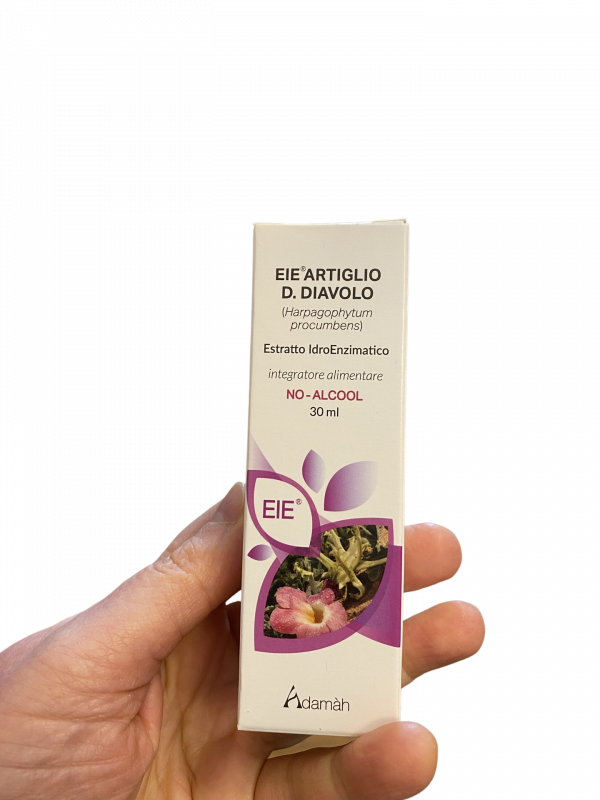 EIE® ARTIGLIO
D. DIAVOLO
(Harpagophytum
procumbens)
Estratto IdroEnzimatico
integratore alimentare
NO-ALCOOL
30 ml
EIE®
Adamàh